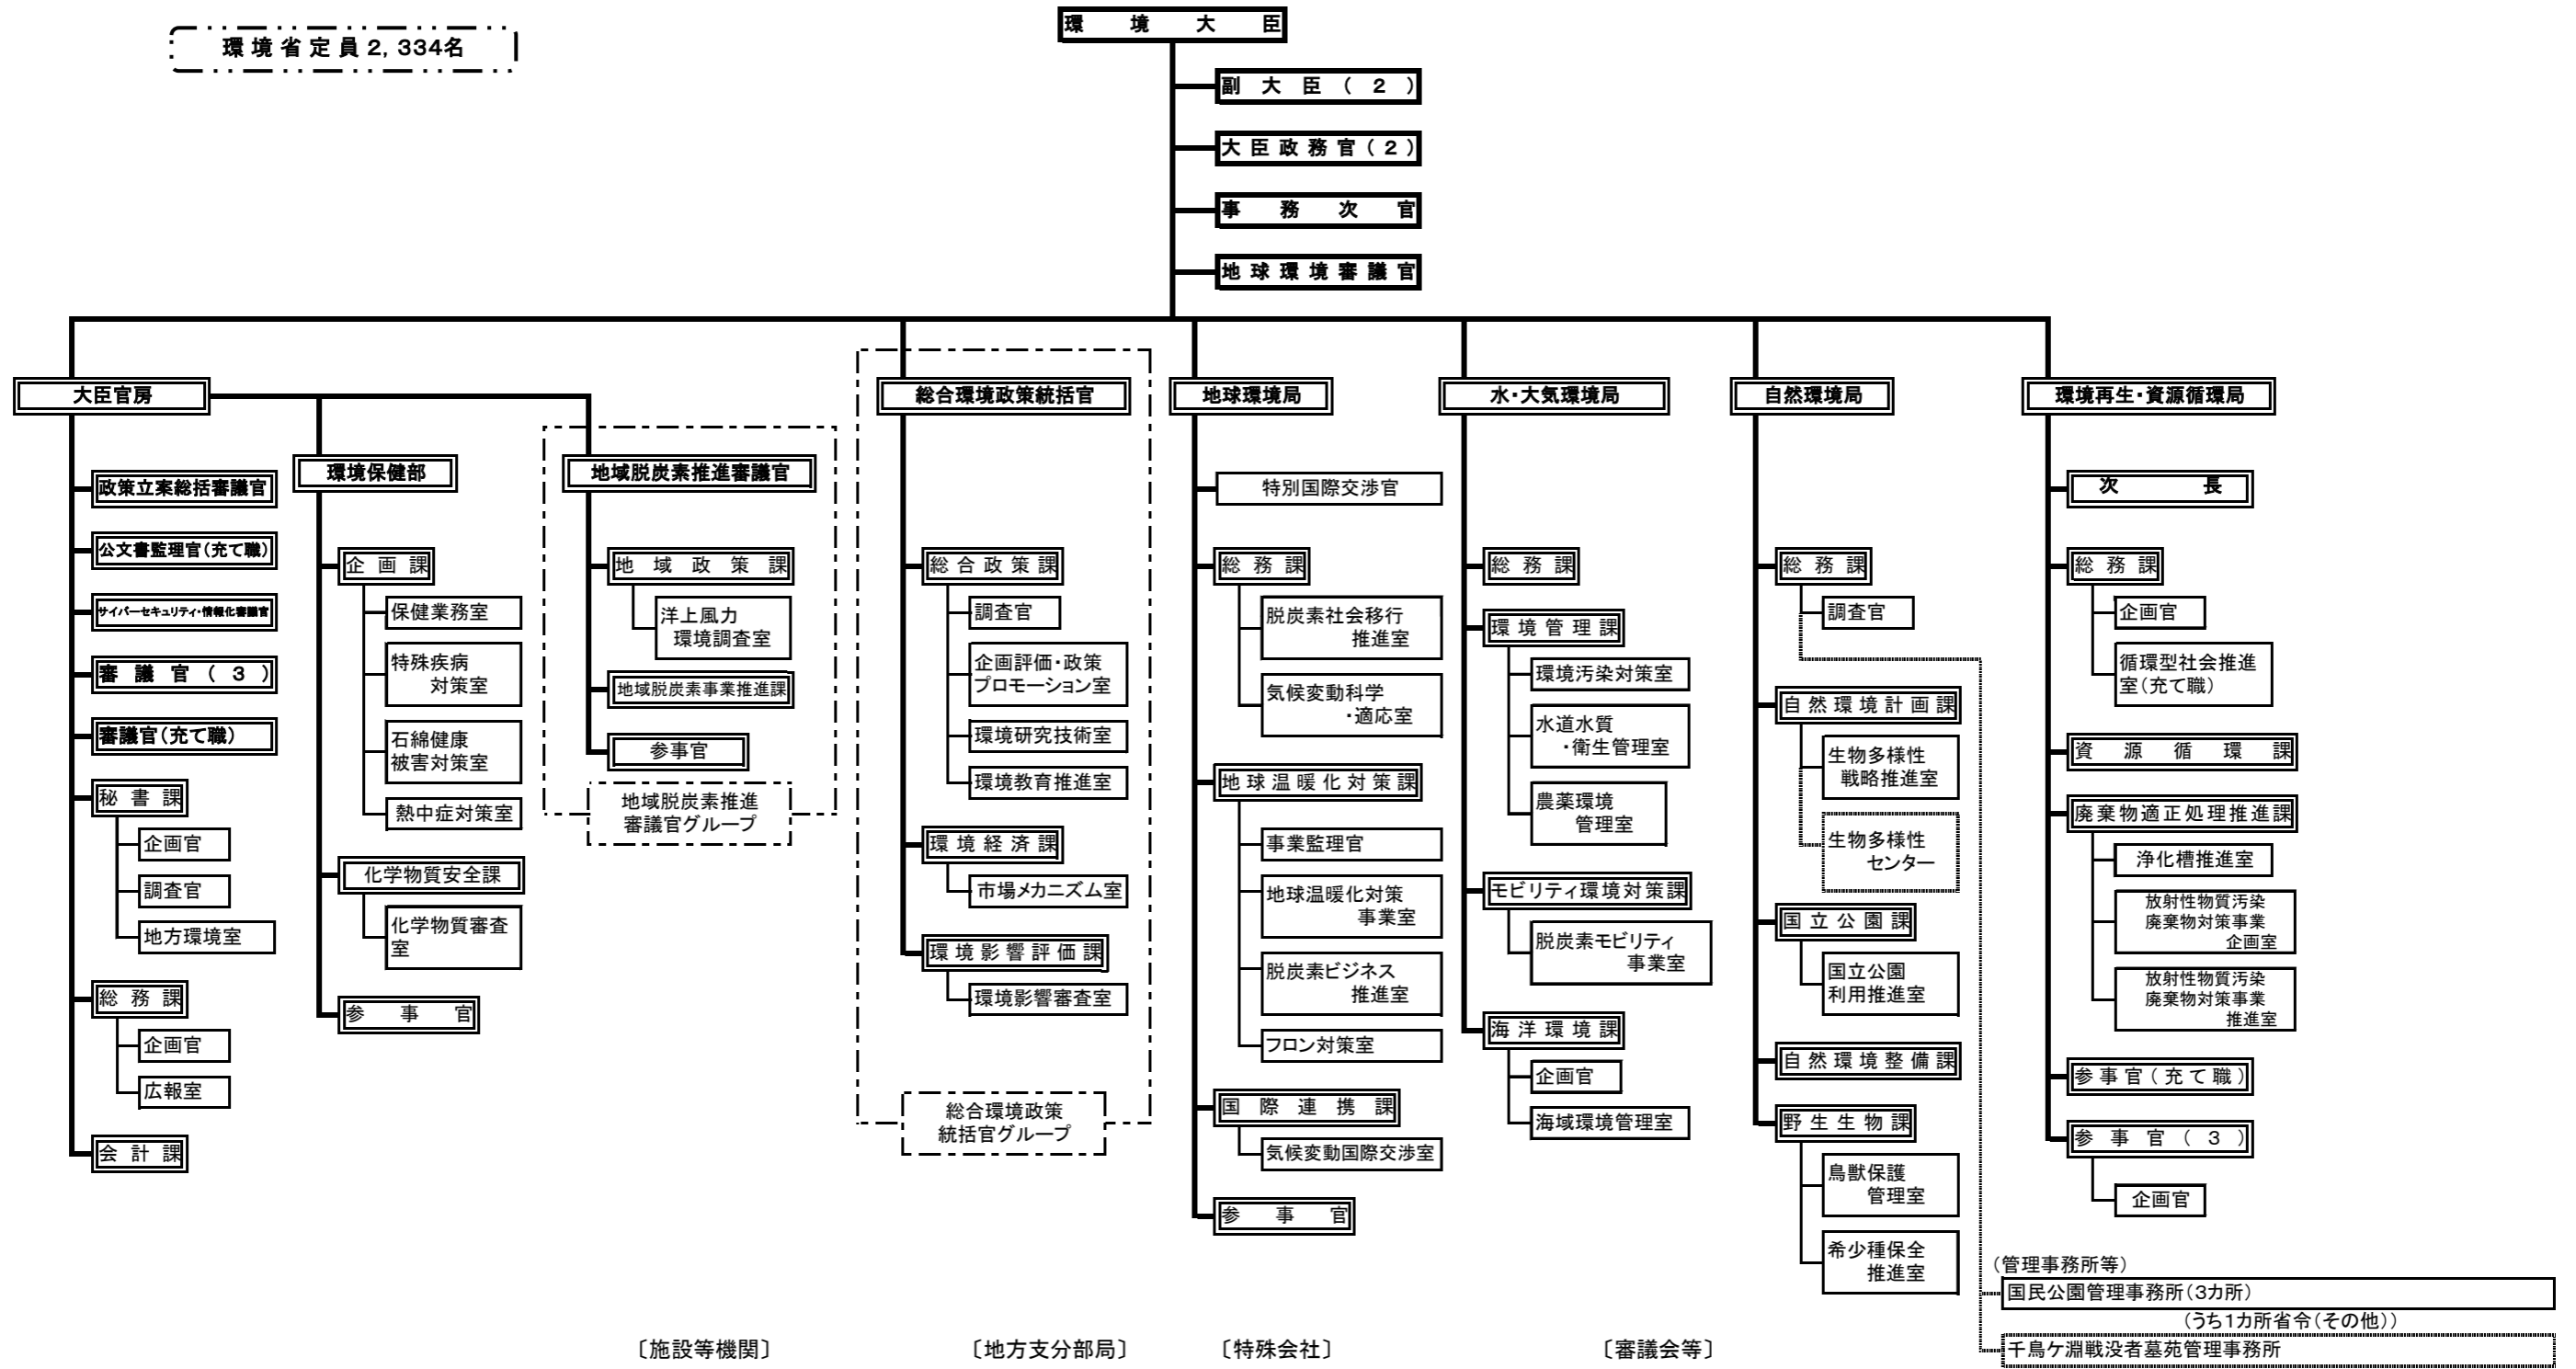 環境大臣
環境省定員2,334名
副大臣(2)
大臣政務官(2)
事務次官
地球環境審議官
大臣官房
政策立案総括審議官
公文書監理官(充て職)
サイバーセキュリティ・情報化審議官
審議官(3)
審議官(充て職)
秘書課
企画官
調査官
地方環境室
総務課
企画官
広報室
会計課
環境保健部
企画課
保健業務室
特殊疾病
対策室
石綿健康
被害対策室
熱中症対策室
化学物質安全課
化学物質審査
室
参事官
地域脱炭素推進審議官
地域政策課
洋上風力
環境調査室
地域脱炭素事業推進課
参事官
地域脱炭素推進
審議官グループ
総合環境政策統括官
総合政策課
調査官
企画評価・政策
プロモーション室
環境研究技術室
環境教育推進室
環境経済課
市場メカニズム室
環境影響評価課
環境影響審査室
総合環境政策
統括官グループ
地球環境局
特別国際交渉官
総務課
脱炭素社会移行
推進室
気候変動科学
・適応室
地球温暖化対策課
事業監理官
地球温暖化対策
事業室
脱炭素ビジネス
推進室
フロン対策室
国際連携課
気候変動国際交渉室
参事官
水・大気環境局
総務課
環境管理課
環境汚染対策室
水道水質
・衛生管理室
農薬環境
管理室
モビリティ環境対策課
脱炭素モビリティ
事業室
海洋環境課
企画官
海域環境管理室
自然環境局
総務課
調査官
自然環境計画課
生物多様性
戦略推進室
生物多様性
センター
国立公園課
国立公園
利用推進室
自然環境整備課
野生生物課
鳥獣保護
管理室
希少種保全
推進室
環境再生・資源循環局
次長
総務課
企画官
循環型社会推進
室(充て職)
資源循環課
廃棄物適正処理推進課
浄化槽推進室
放射性物質汚染
廃棄物対策事業
企画室
放射性物質汚染
廃棄物対策事業
推進室
参事官(充て職)
参事官(3)
企画官
(管理事務所等)
国民公園管理事務所(3カ所)
(うち1カ所省令(その他))
千鳥ケ淵戦没者墓苑管理事務所
〔施設等機関〕
〔地方支分部局〕
〔特殊会社〕
〔審議会等〕